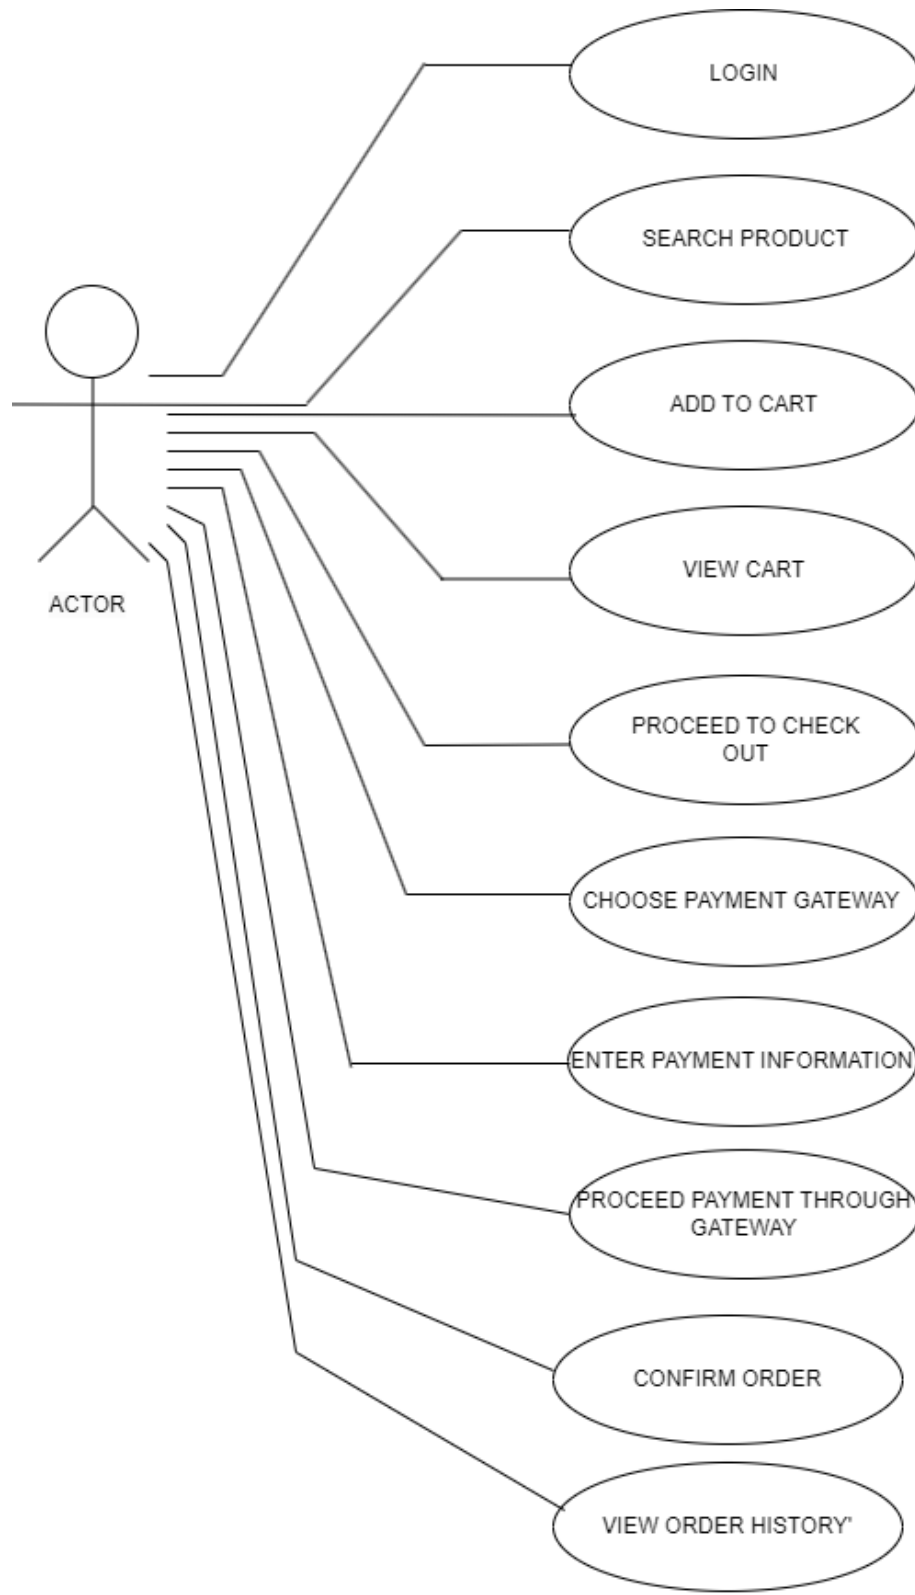 LOGIN
SEARCH PRODUCT
ADD TO CART
VIEW CART
ACTOR
PROCEED TO CHECK
OUT
CHOOSE PAYMENT GATEWAY
ENTER PAYMENT INFORMATION
PROCEED PAYMENT THROUGH
GATEWAY
CONFIRM ORDER
VIEW ORDER HISTORY'